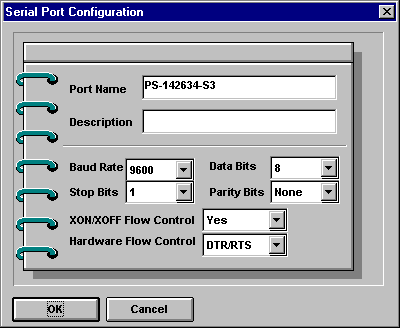 Serial Port Configuration
Port Name PS-142634-S3
Description
Baud Rate 9600 Data Bits 8
Stop Bits 1 Parity Bits None
XON/XOFF Flow Control Yes
Hardware Flow Control DTR/RTS
OK Cancel